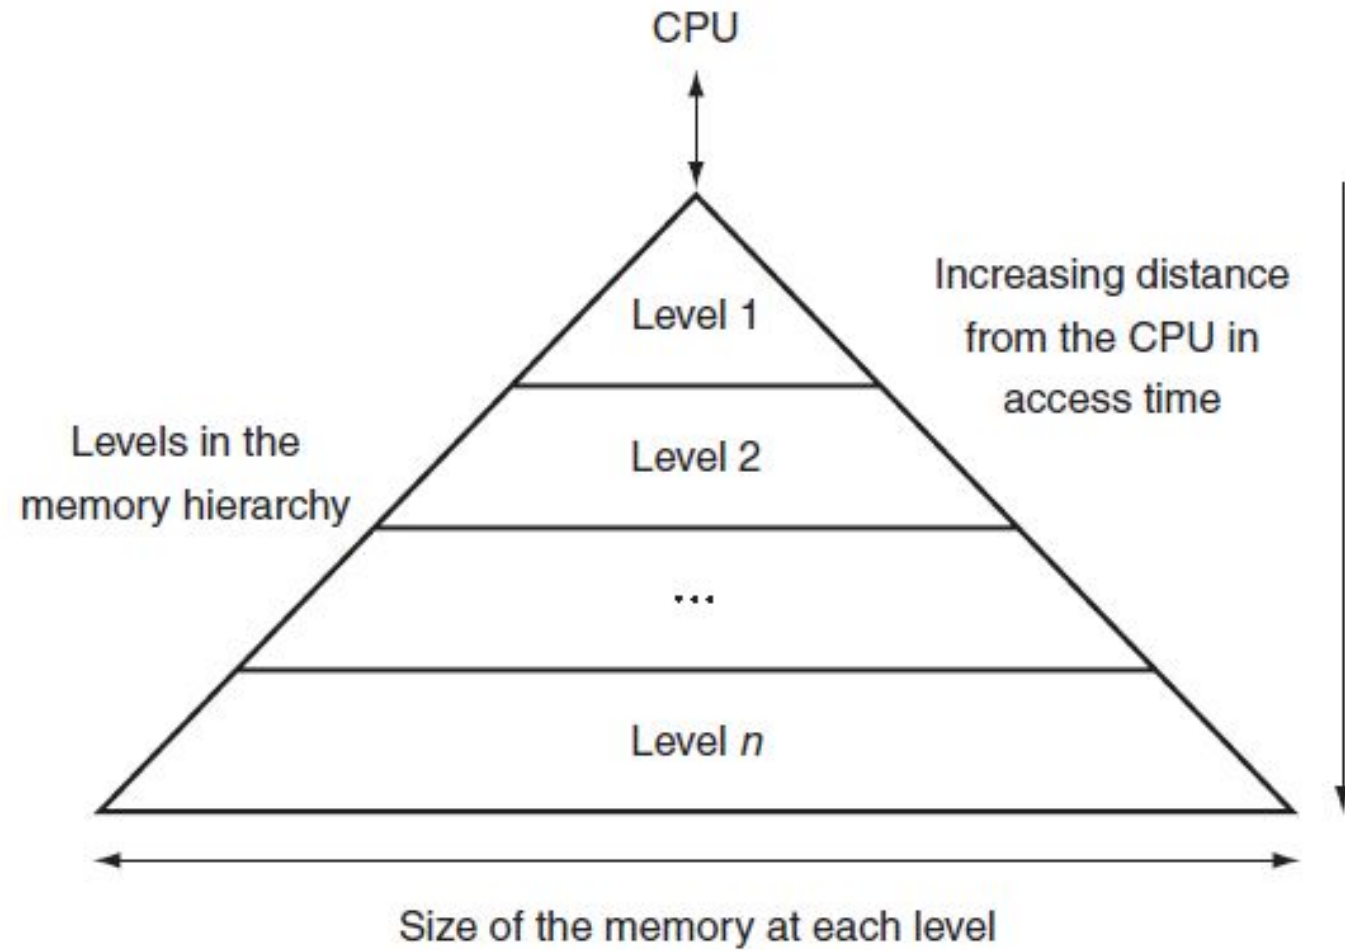 CPU
Level 1
Increasing distance
from the CPU in
access time
Levels in the
memory hierarchy
Level 2
...
Level n
Size of the memory at each level